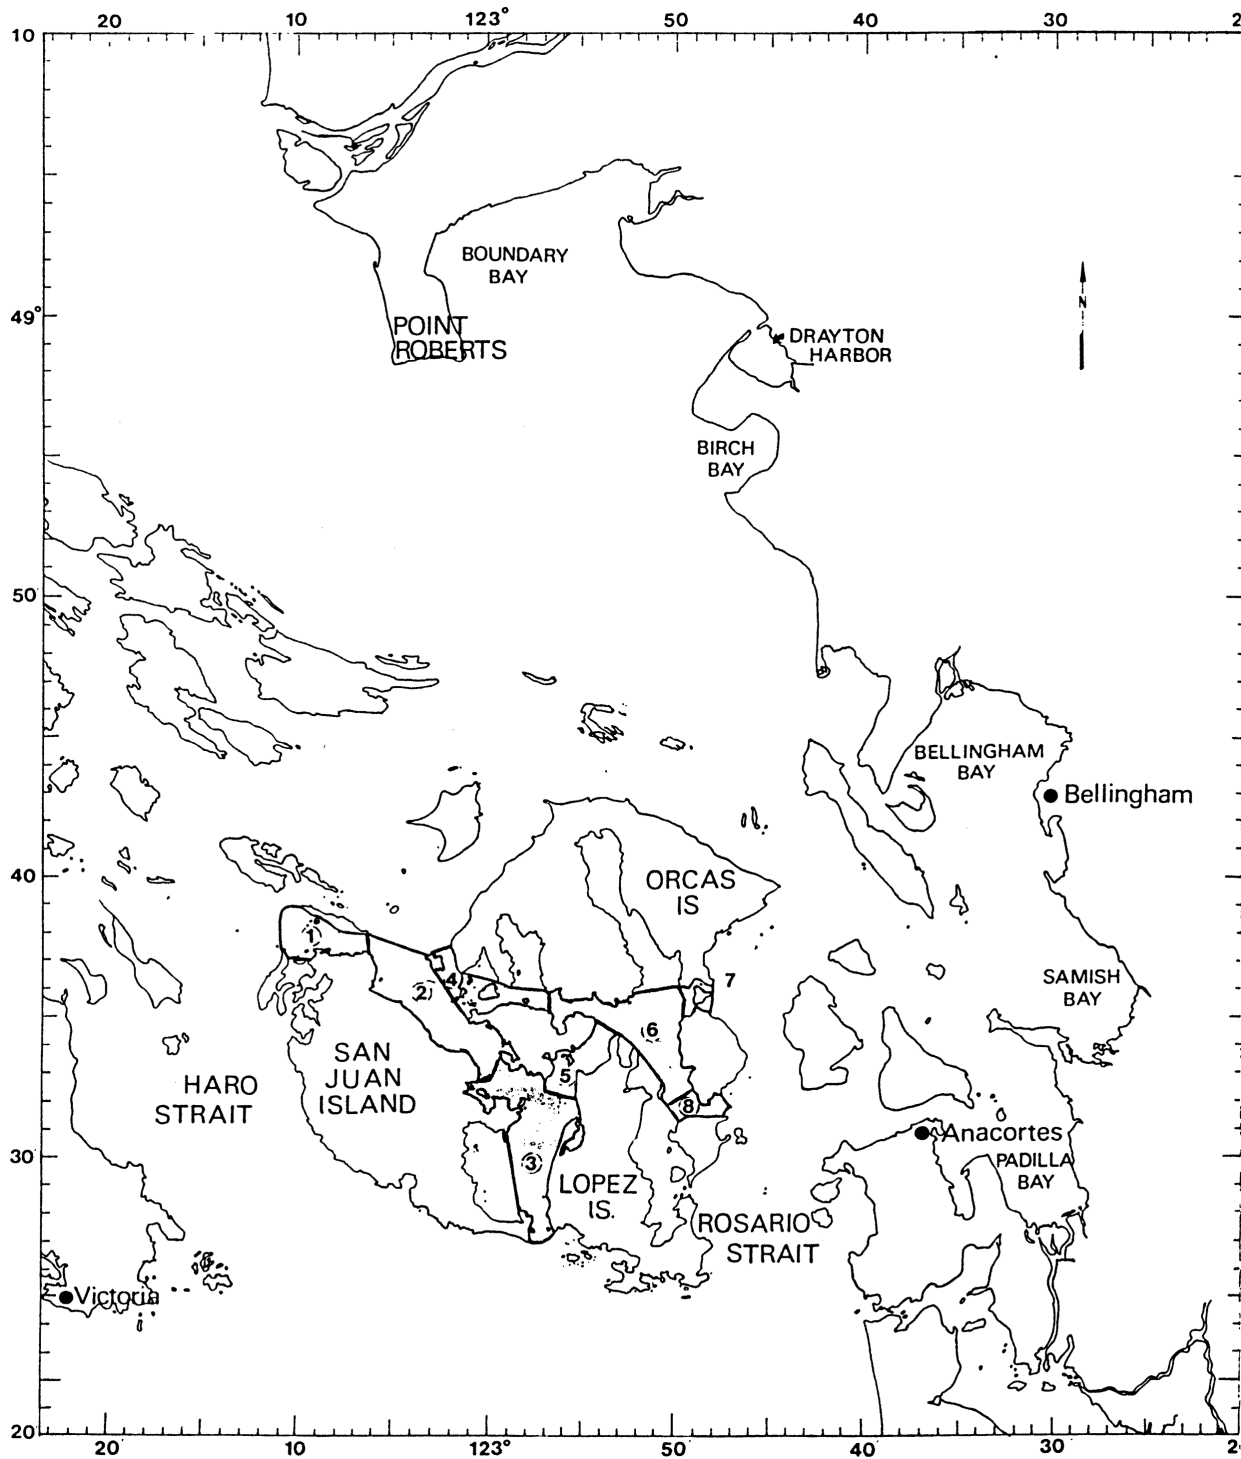 20 10 123° 50 40 30 2
10
BOUNDARY
BAY
N
49°
POINT
ROBERTS
DRAYTON
HARBOR
BIRCH
BAY
50'
BELLINGHAM
BAY
Bellingham
40
ORCAS
IS
1
7
SAMISH
BAY
4
2
6
SAN
JUAN
ISLAND
HARO
STRAIT
5
8
Anacortes
30
3
PADILLA
BAY
LOPEZ
IS.
ROSARIO
STRAIT
Victoria
20
20' 10 123° 50 40' 30 2